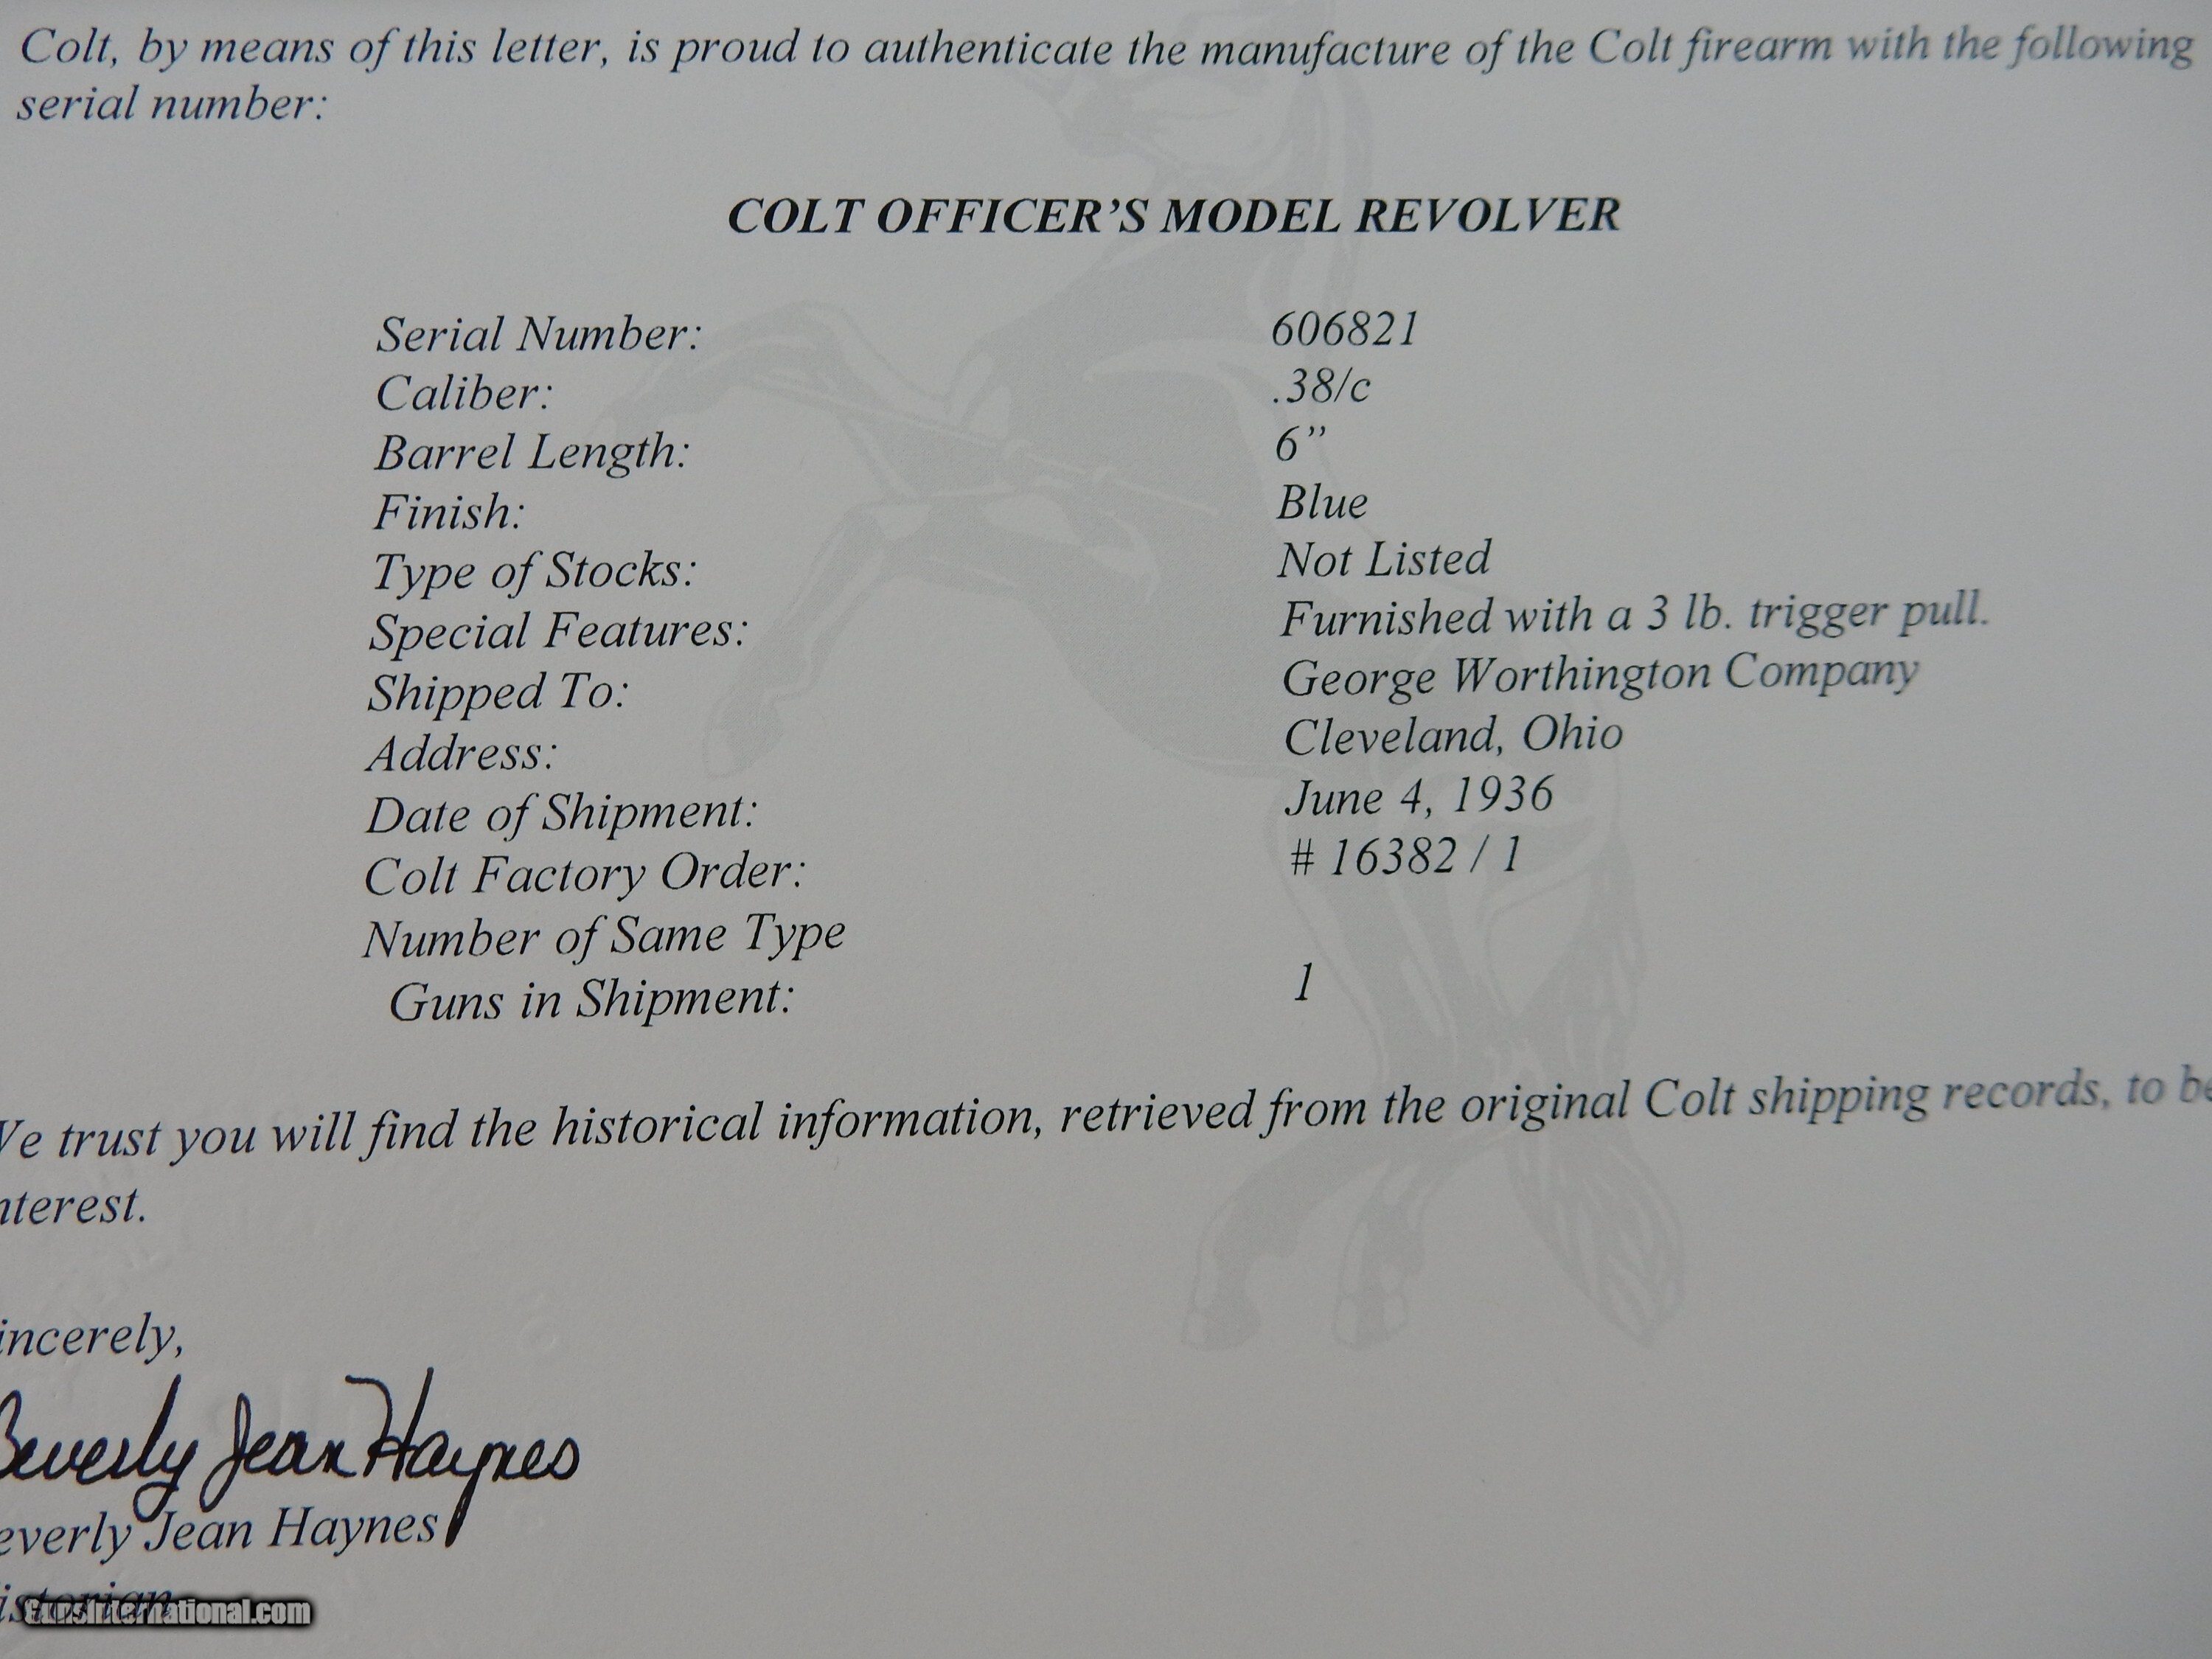 Colt, by means of this letter, is proud to authenticate the manufacture of the Colt firearm with the following
serial number:
COLT OFFICER'S MODEL REVOLVER
Serial Number: 606821
Caliber: .38/c
Barrel Length: 6”
Finish: Blue
Type of Stocks: Not Listed
Special Features: Furnished with a 3 lb. trigger pull.
Shipped To: George Worthington Company
Address: Cleveland, Ohio
Date of Shipment: June 4, 1936
Colt Factory Order: # 16382 / 1
Number of Same Type
Guns in Shipment: 1
We trust you will find the historical information, retrieved from the original Colt shipping records, to be
nterest.
incerely,
Beverly Jean Haynes
everly Jean Haynes
istorian
GunsInternational.com